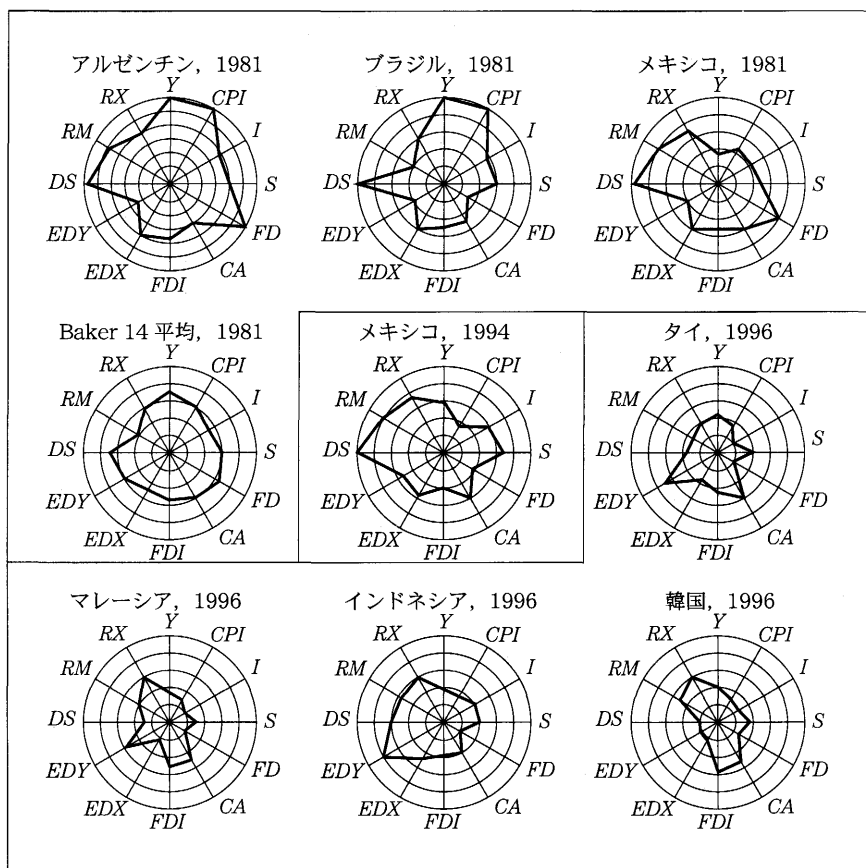 アルゼンチン, 1981
Y
CPI
I
S
FD
CA
FDI
EDX
EDY
DS
RM
RX
ブラジル, 1981
Y
CPI
I
S
FD
CA
FDI
EDX
EDY
DS
RM
RX
メキシコ, 1981
Y
CPI
I
S
FD
CA
FDI
EDX
EDY
DS
RM
RX
Baker 14 平均, 1981
Y
CPI
I
S
FD
CA
FDI
EDX
EDY
DS
RM
RX
メキシコ, 1994
Y
CPI
I
S
FD
CA
FDI
EDX
EDY
DS
RM
RX
タイ, 1996
Y
CPI
I
S
FD
CA
FDI
EDX
EDY
DS
RM
RX
マレーシア, 1996
Y
CPI
I
S
FD
CA
FDI
EDX
EDY
DS
RM
RX
インドネシア, 1996
Y
CPI
I
S
FD
CA
FDI
EDX
EDY
DS
RM
RX
韓国, 1996
Y
CPI
I
S
FD
CA
FDI
EDX
EDY
DS
RM
RX